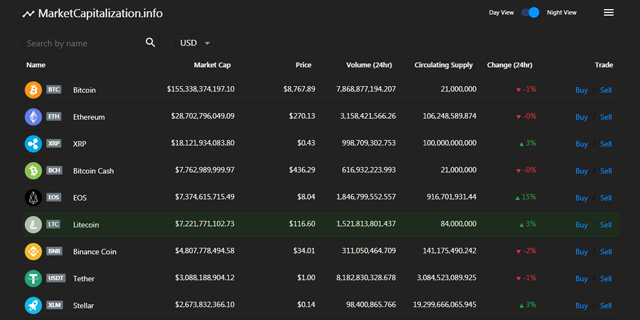 MarketCapitalization.info Day View Night View
Search by name USD
Name Market Cap Price Volume (24hr) Circulating Supply Change (24hr) Trade
BTC Bitcoin $155,338,374,197.10 $8,767.89 7,868,877,194.207 21,000,000 -1% Buy / Sell
ETH Ethereum $28,702,796,049.09 $270.13 3,158,421,566.26 106,248,589.874 -0% Buy / Sell
XRP XRP $18,121,934,083.80 $0.43 998,709,302.753 100,000,000,000 3% Buy / Sell
BCH Bitcoin Cash $7,762,989,999.97 $436.29 616,932,223.993 21,000,000 -0% Buy / Sell
EOS EOS $7,374,615,715.49 $8.04 1,846,799,552.557 916,701,931.44 15% Buy / Sell
LTC Litecoin $7,221,771,102.73 $116.60 1,521,813,801.437 84,000,000 3% Buy / Sell
BNB Binance Coin $4,807,778,494.58 $34.01 311,050,464.709 141,175,490.242 -2% Buy / Sell
USDT Tether $3,088,188,904.12 $1.00 8,182,830,328.678 3,084,523,089.925 -1% Buy / Sell
XLM Stellar $2,673,832,366.10 $0.14 98,400,865.766 19,299,666,065.945 3% Buy / Sell